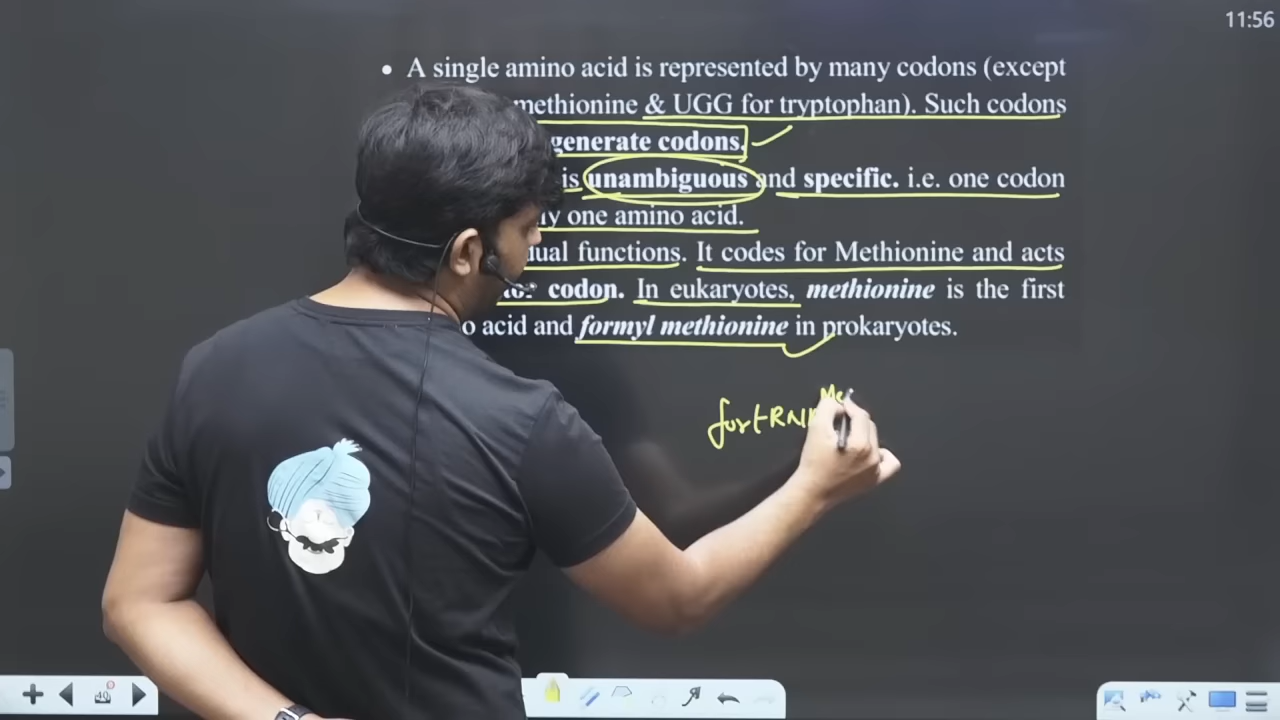 11:56
• A single amino acid is represented by many codons (except
methionine & UGG for tryptophan). Such codons
generate codons.
is unambiguous and specific. i.e. one codon
one amino acid.
dual functions. It codes for Methionine and acts
codon. In eukaryotes, methionine is the first
acid and formyl methionine in prokaryotes.